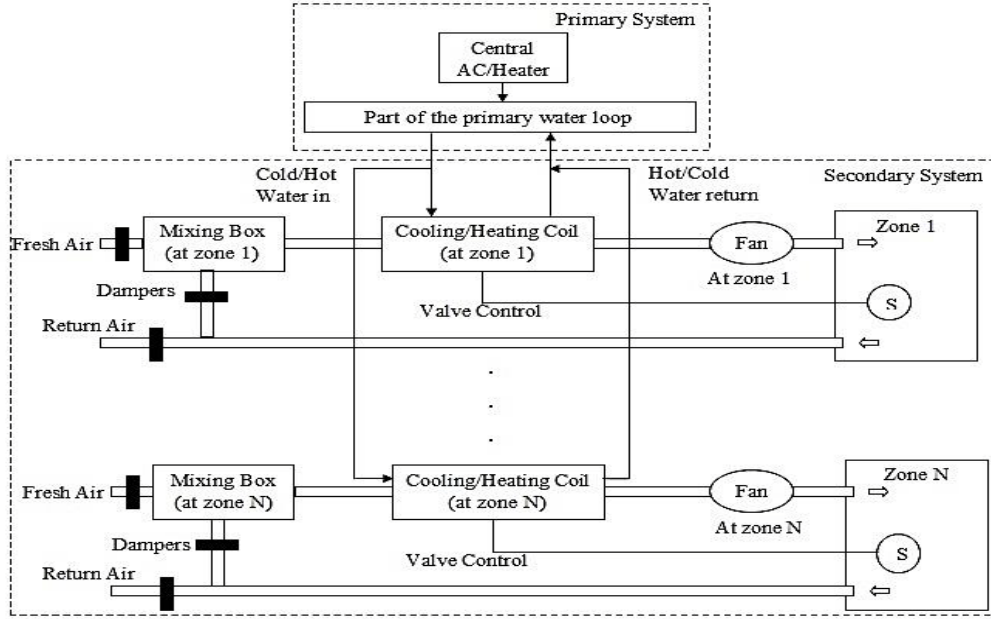 Primary System
Central
AC/Heater
Part of the primary water loop
Cold/Hot
Water in
Hot/Cold
Water return
Secondary System
Fresh Air
Mixing Box
(at zone 1)
Cooling/Heating Coil
(at zone 1)
Fan
At zone 1
Zone 1
S
Dampers
Valve Control
Return Air
.
.
.
Fresh Air
Mixing Box
(at zone N)
Cooling/Heating Coil
(at zone N)
Fan
At zone N
Zone N
S
Dampers
Valve Control
Return Air